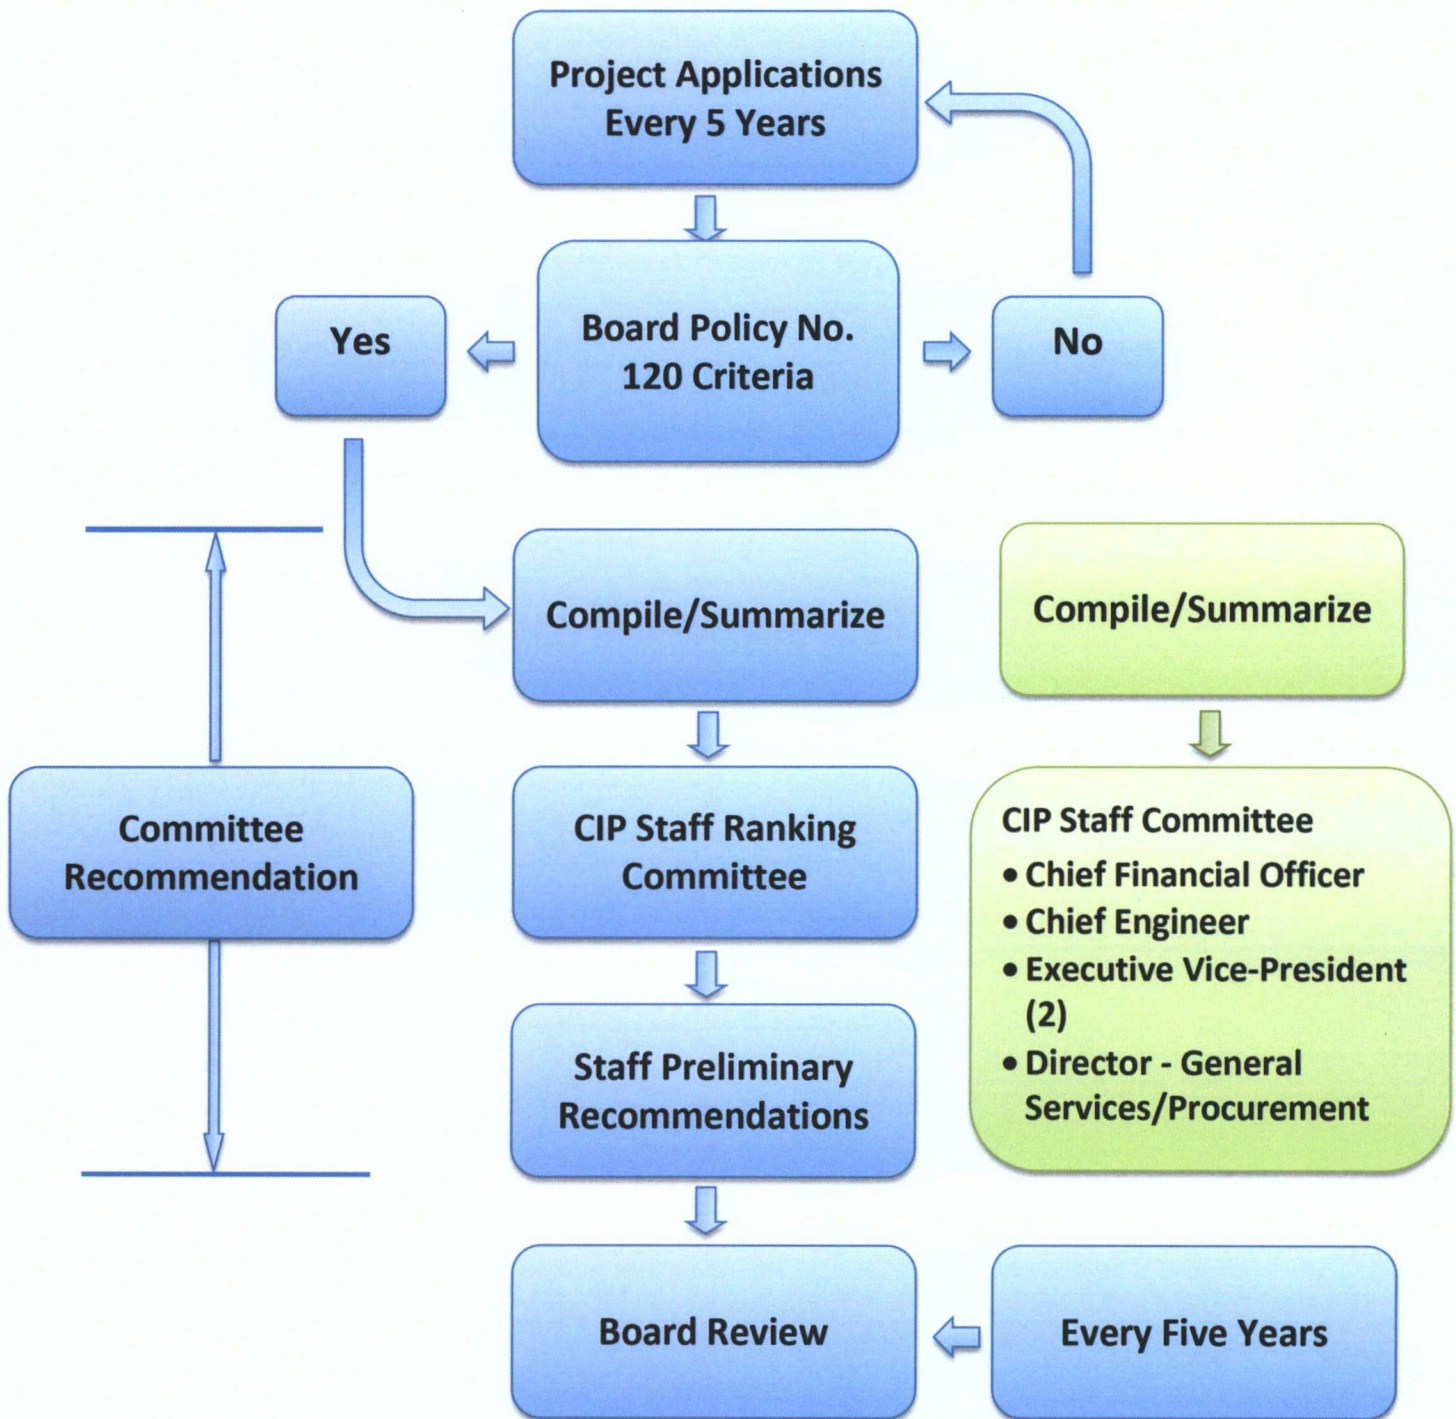 Project Applications
Every 5 Years
Yes
Board Policy No.
120 Criteria
No
Compile/Summarize
Compile/Summarize
Committee
Recommendation
CIP Staff Ranking
Committee
CIP Staff Committee
• Chief Financial Officer
• Chief Engineer
• Executive Vice-President
(2)
• Director - General
Services/Procurement
Staff Preliminary
Recommendations
Board Review
Every Five Years